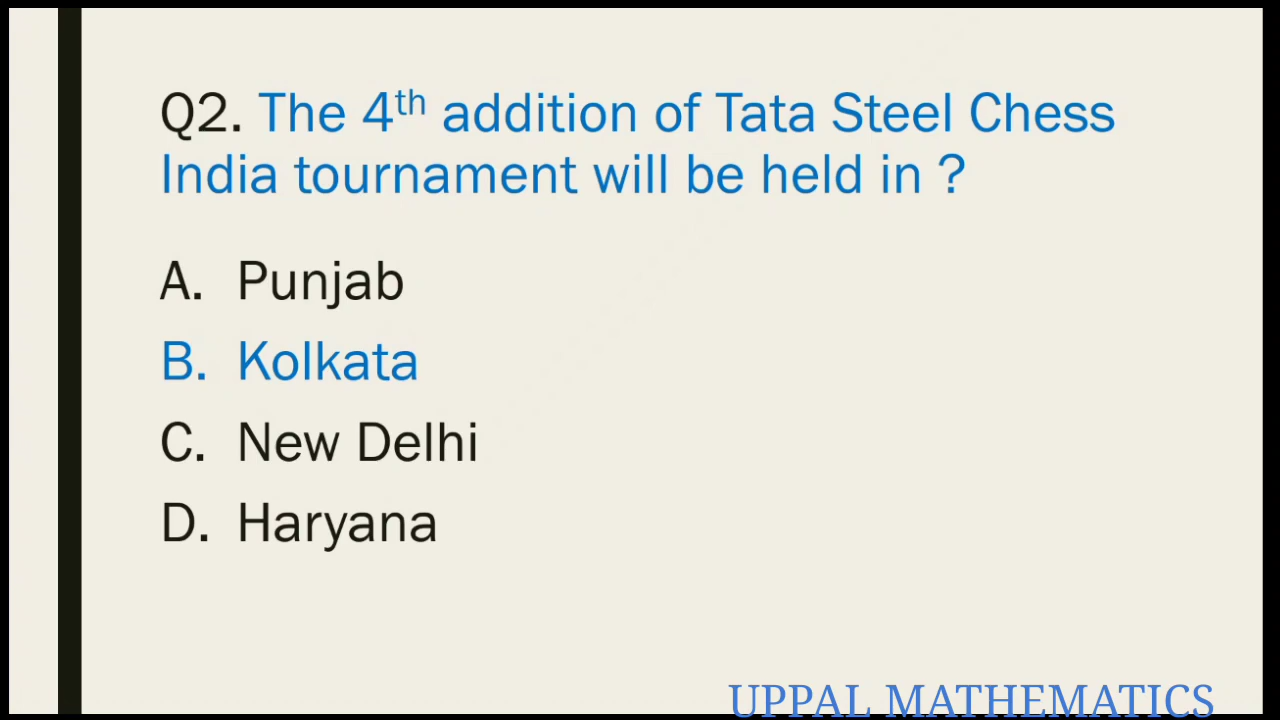 Q2. The 4th addition of Tata Steel Chess
India tournament will be held in ?
A. Punjab
B. Kolkata
C. New Delhi
D. Haryana
UPPAL MATHEMATICS